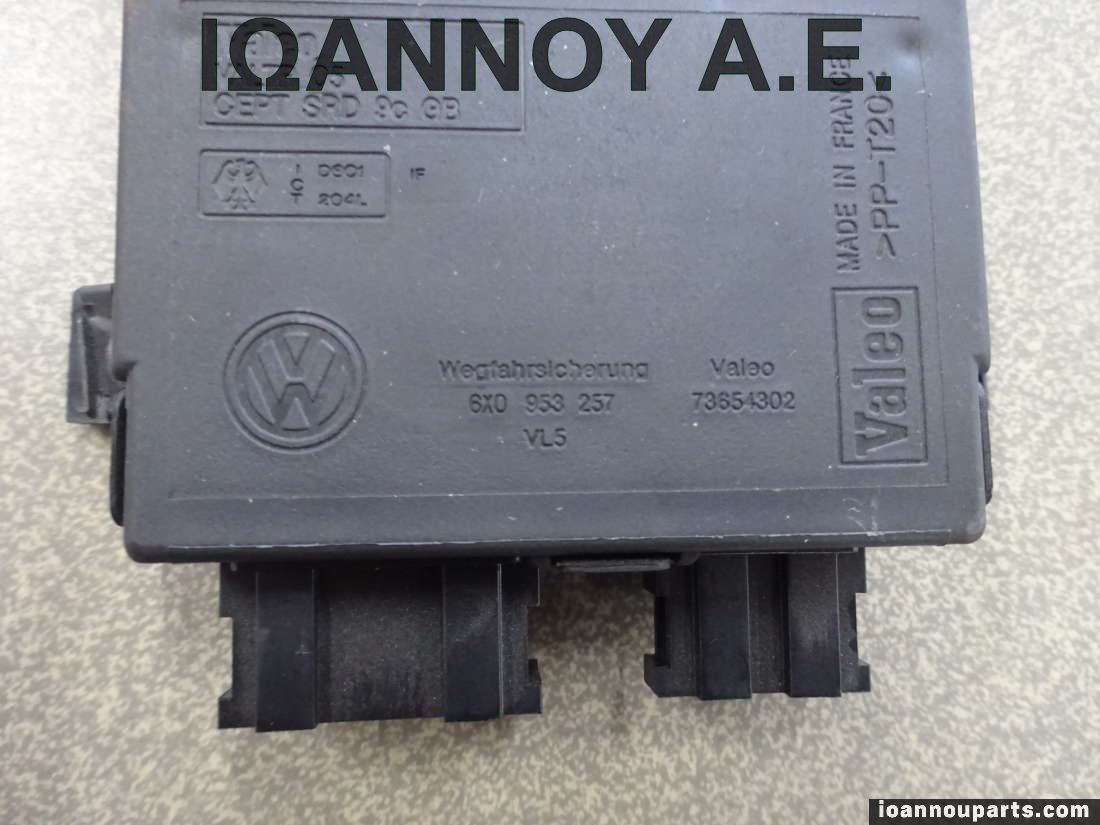 ΙΩΑΝΝΟΥ Α.Ε.
CEPT SRD 9c GB
I
C
T
204L
MADE IN FRANCE
>PP-T20<
VW
Wegfahrsicherung
6X0 953 257
VL5
Valeo
73654302
Valeo
ioannouparts.com